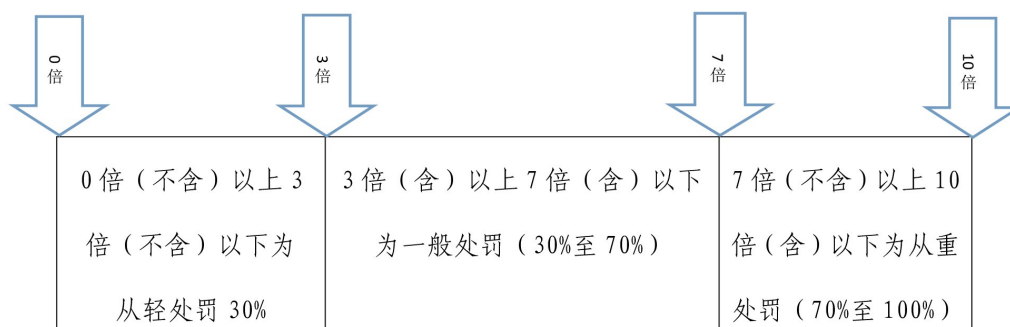 0倍
3倍
7倍
10倍
0倍（不含）以上3
倍（不含）以下为
从轻处罚30%
3倍（含）以上7倍（含）以下
为一般处罚（30%至70%）
7倍（不含）以上10
倍（含）以下为从重
处罚（70%至100%）